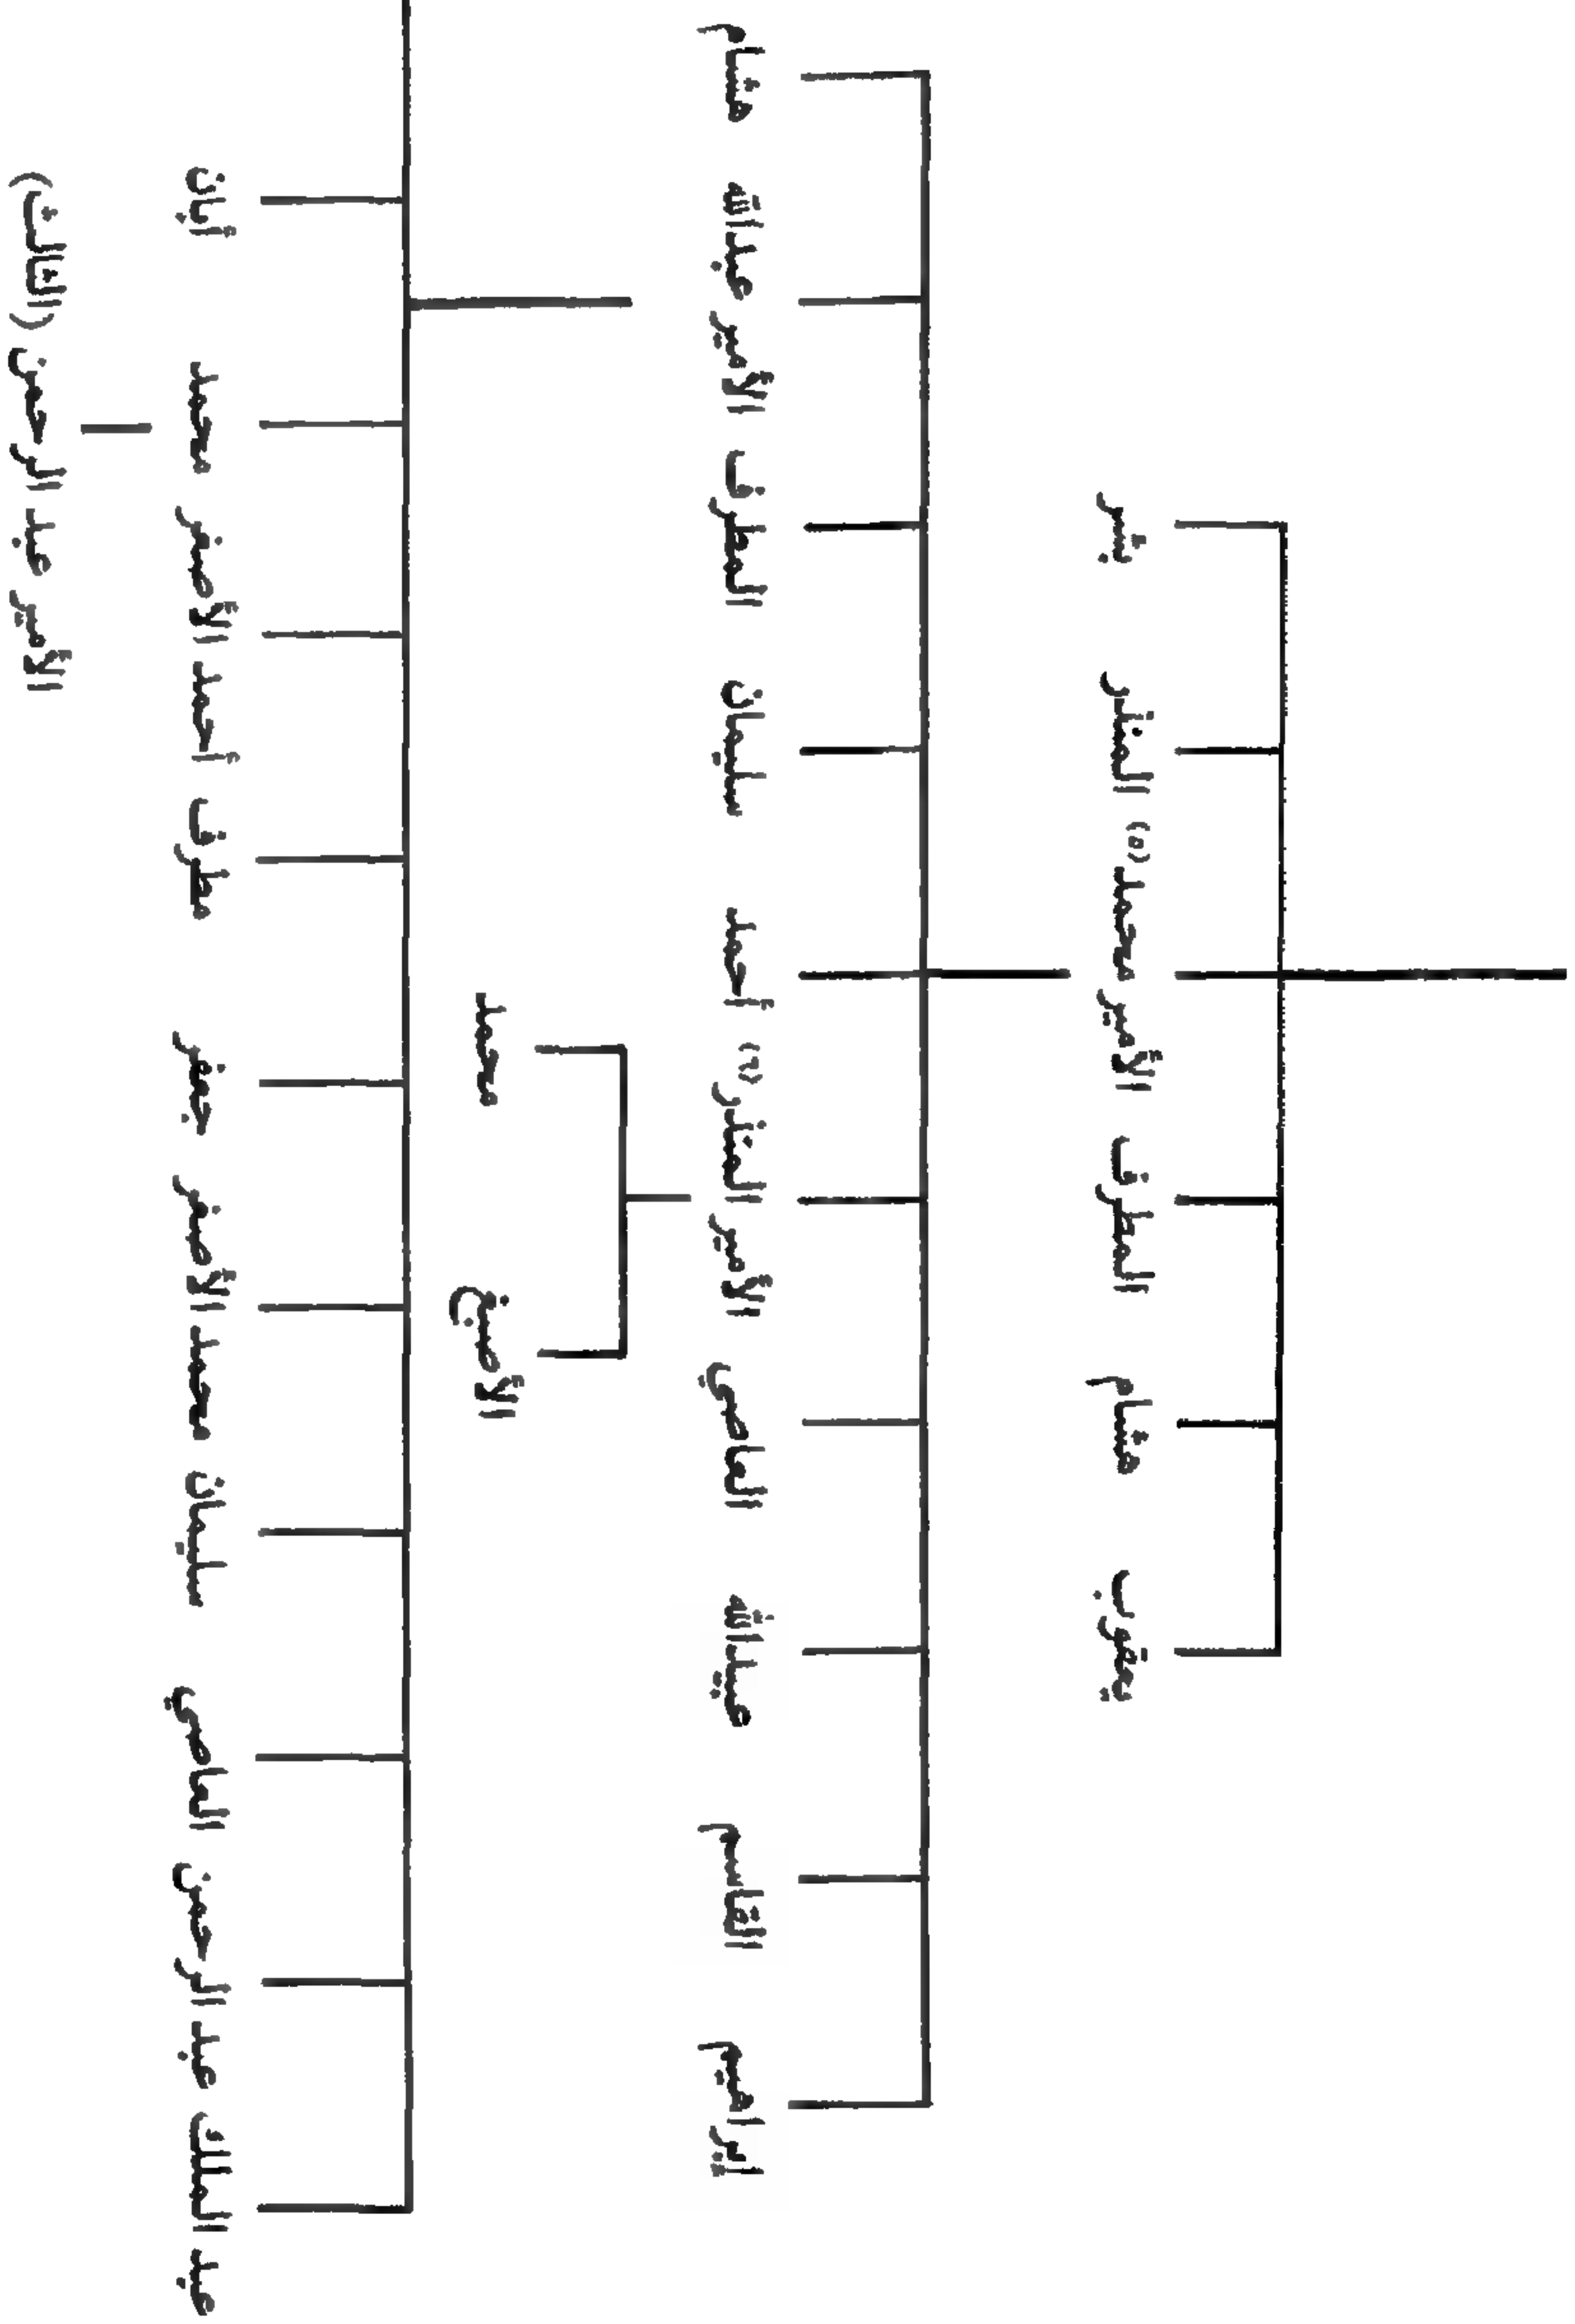 يعقوب هشام المطرف الأمير محمد (٥) المنذر بشر
إبراهيم القاسم عبيدالله العاصي الأمير المنذر (٦) أحمد سليمان المطرف الأمير عبدالله هشام
الأصبغ محمد
عبد الملك عبد الرحمن العاصي سليمان محمد الأصغر جعفر مطرف أحمد الأصغر محمد أبان
الأمير عبد الرحمن (الثالث)